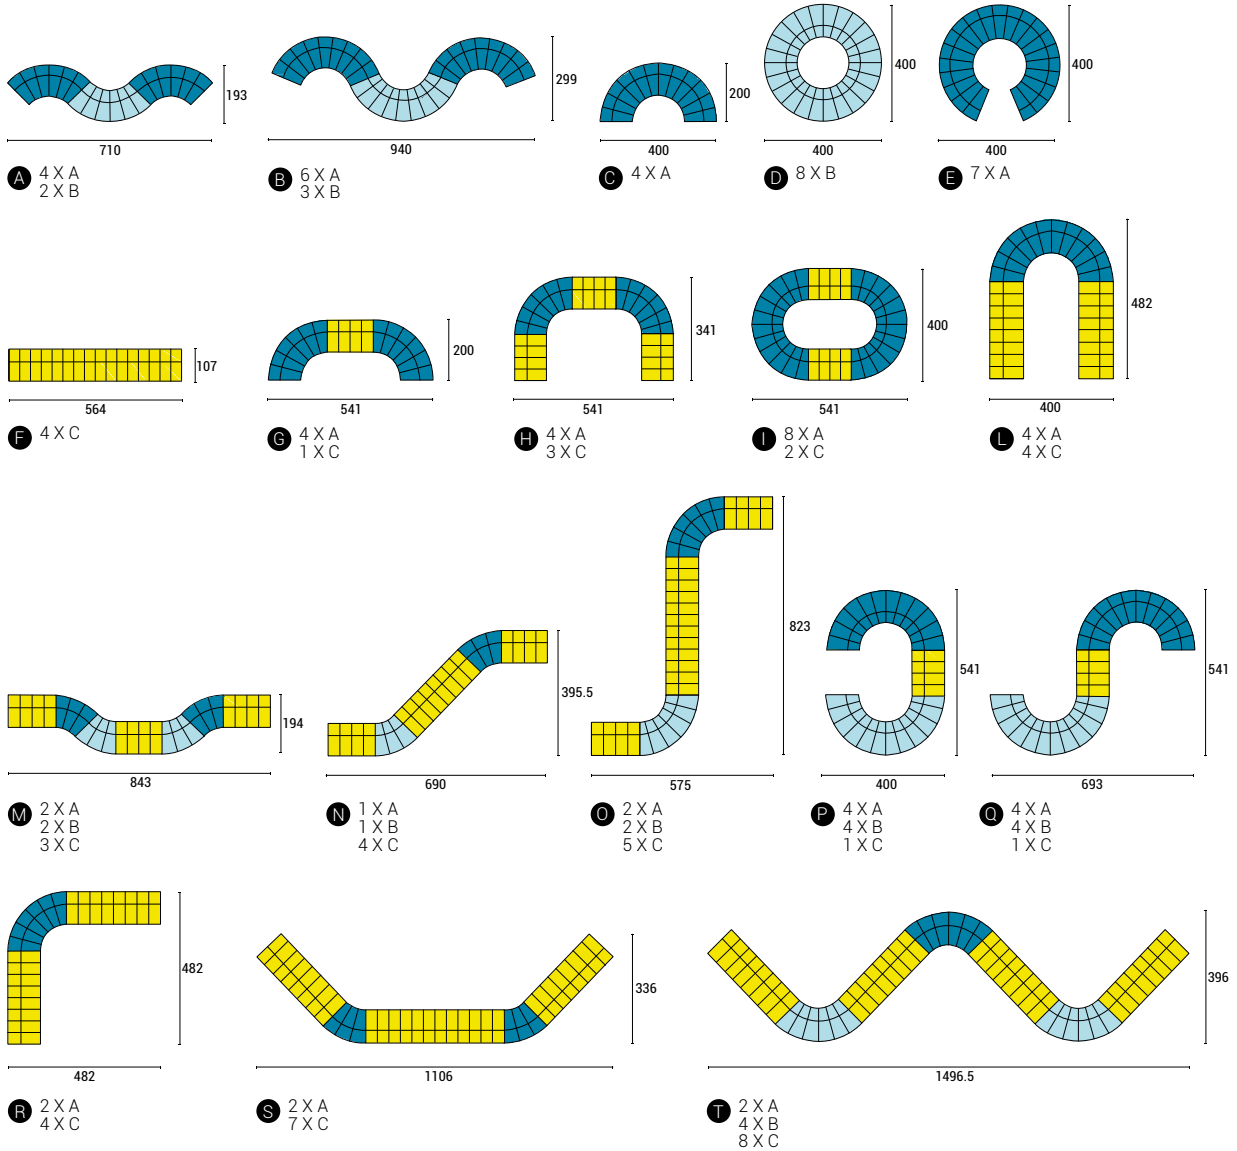 193
710
A 4 X A
2 X B
299
940
B 6 X A
3 X B
200
400
C 4 X A
400
400
D 8 X B
400
400
E 7 X A
107
564
F 4 X C
200
541
G 4 X A
1 X C
341
541
H 4 X A
3 X C
400
541
I 8 X A
2 X C
482
400
L 4 X A
4 X C
194
843
M 2 X A
2 X B
3 X C
395.5
690
N 1 X A
1 X B
4 X C
823
575
O 2 X A
2 X B
5 X C
541
400
P 4 X A
4 X B
1 X C
541
693
Q 4 X A
4 X B
1 X C
482
482
R 2 X A
4 X C
336
1106
S 2 X A
7 X C
396
1496.5
T 2 X A
4 X B
8 X C